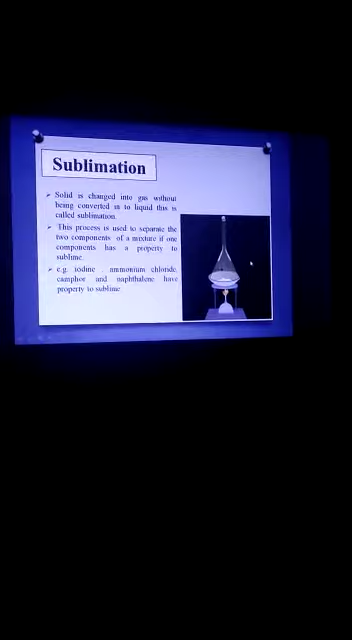 Sublimation
Solid is changed into gas without
being converted in to liquid this is
called sublimation.
This process is used to separate the
two components of a mixture if one
components has a property to
sublime.
e.g. iodine , ammonium chloride,
camphor and naphthalene have
property to sublime